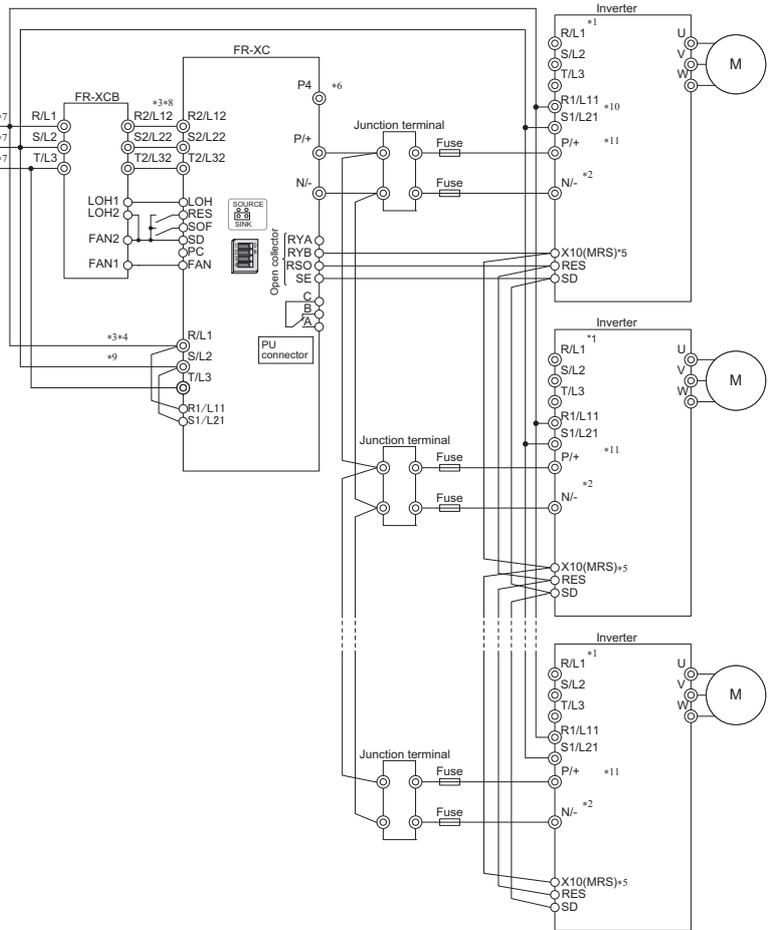 FR-XCB
*7 R/L1
*7 S/L2
*7 T/L3
R2/L12 *3*8
S2/L22
T2/L32
LOH1
LOH2
FAN2
FAN1
FR-XC
R2/L12
S2/L22
T2/L32
LOH
RES
SOF
SD
PC
FAN
SOURCE
SINK
P4 *6
P/+
N/-
Open collector
RYA
RYB
RSO
SE
C
B
A
PU
connector
*3*4 R/L1
*9 S/L2
T/L3
R1/L11
S1/L21
Junction terminal
Fuse
Fuse
Inverter
*1
R/L1
S/L2
T/L3
R1/L11 *10
S1/L21
P/+ *11
N/- *2
X10(MRS)*5
RES
SD
U
V
W
M
Junction terminal
Fuse
Fuse
Inverter
*1
R/L1
S/L2
T/L3
R1/L11
S1/L21
P/+ *11
N/- *2
X10(MRS)*5
RES
SD
U
V
W
M
Junction terminal
Fuse
Fuse
Inverter
*1
R/L1
S/L2
T/L3
R1/L11
S1/L21
P/+ *11
N/- *2
X10(MRS)*5
RES
SD
U
V
W
M